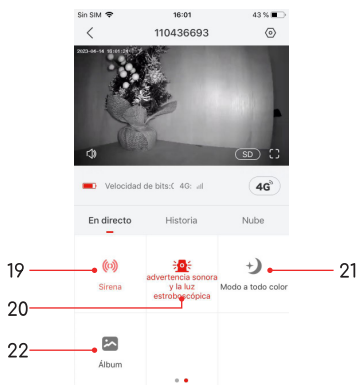 Sin SIM 16:01 43 %
110436693
2023-04-14 16:01:24
SD
Velocidad de bits:( 4G: 4G
En directo Historia Nube
19 21
Sirena advertencia sonora Modo a todo color
y la luz
estroboscópica
20
22
Álbum